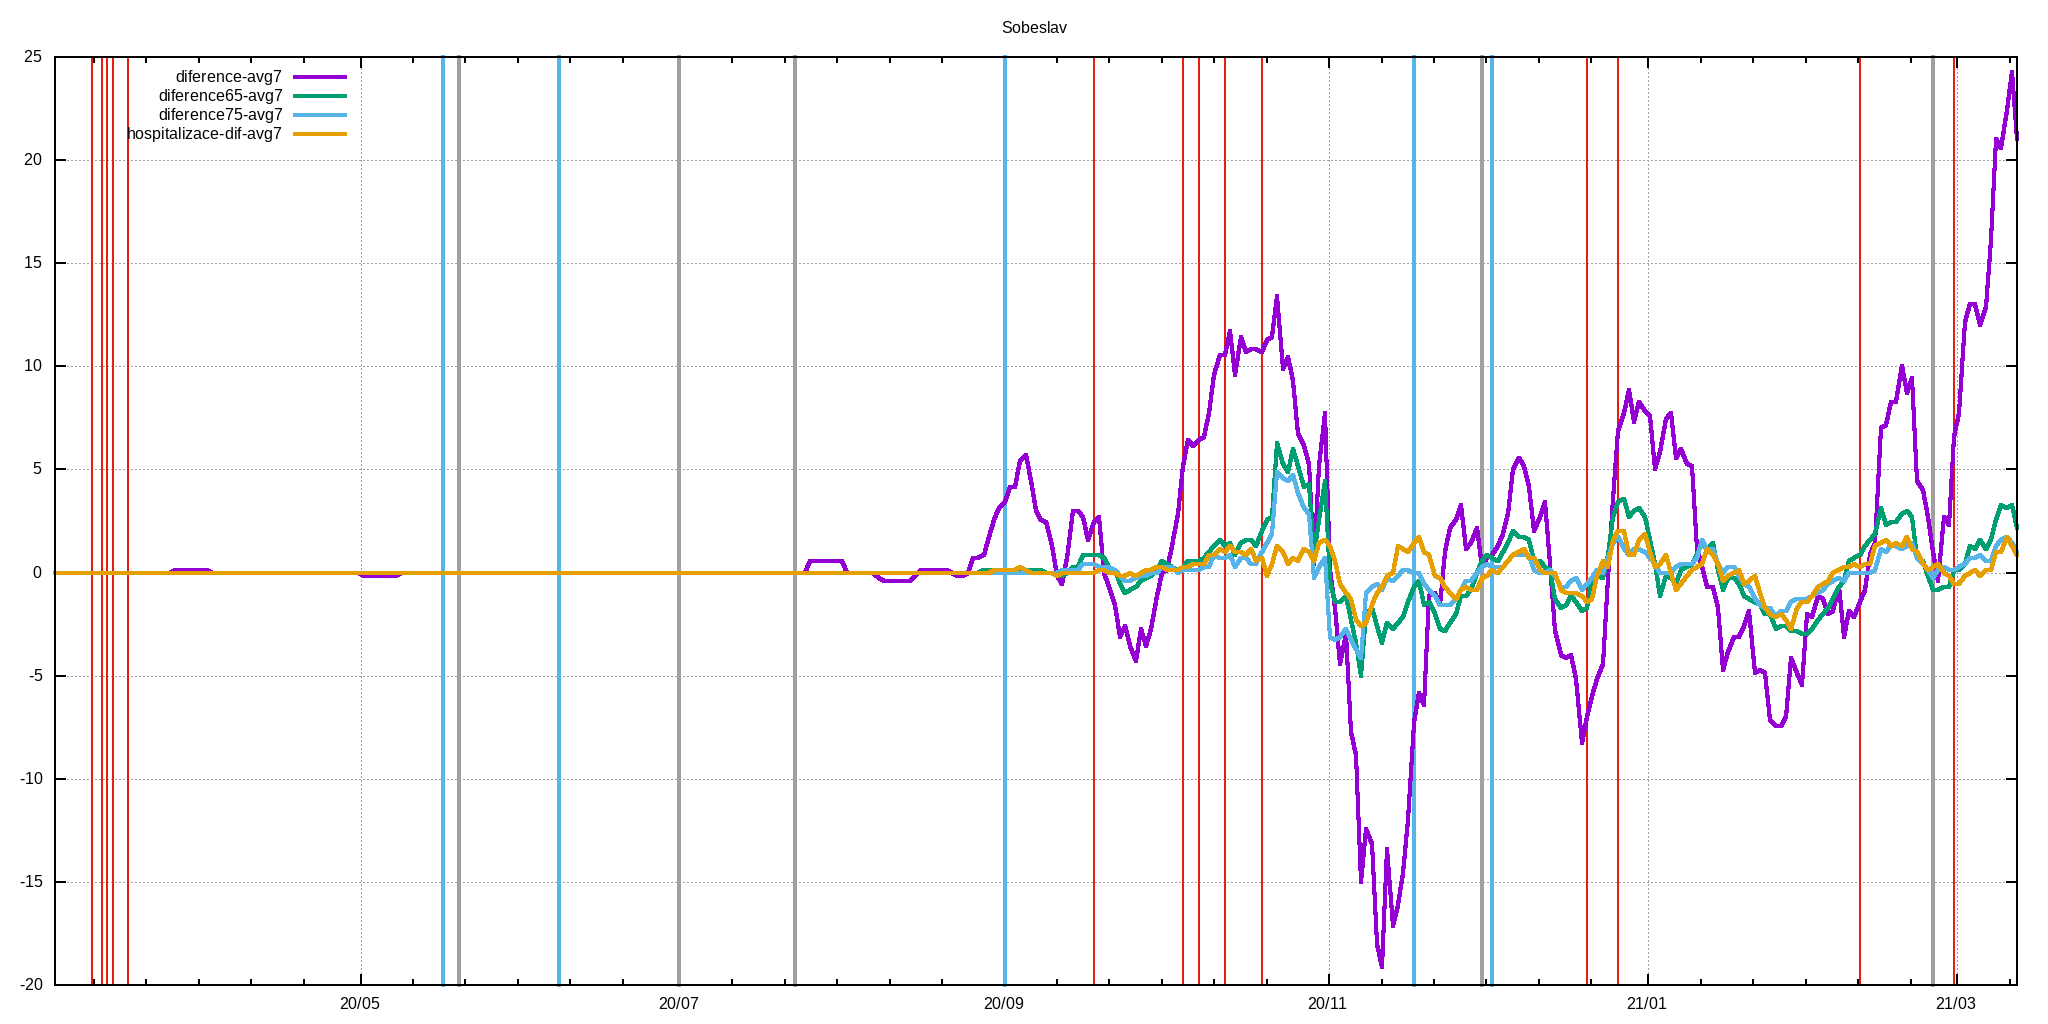 Sobeslav
diference-avg7
diference65-avg7
diference75-avg7
hospitalizace-dif-avg7
25
20
15
10
5
0
-5
-10
-15
-20
20/05 20/07 20/09 20/11 21/01 21/03